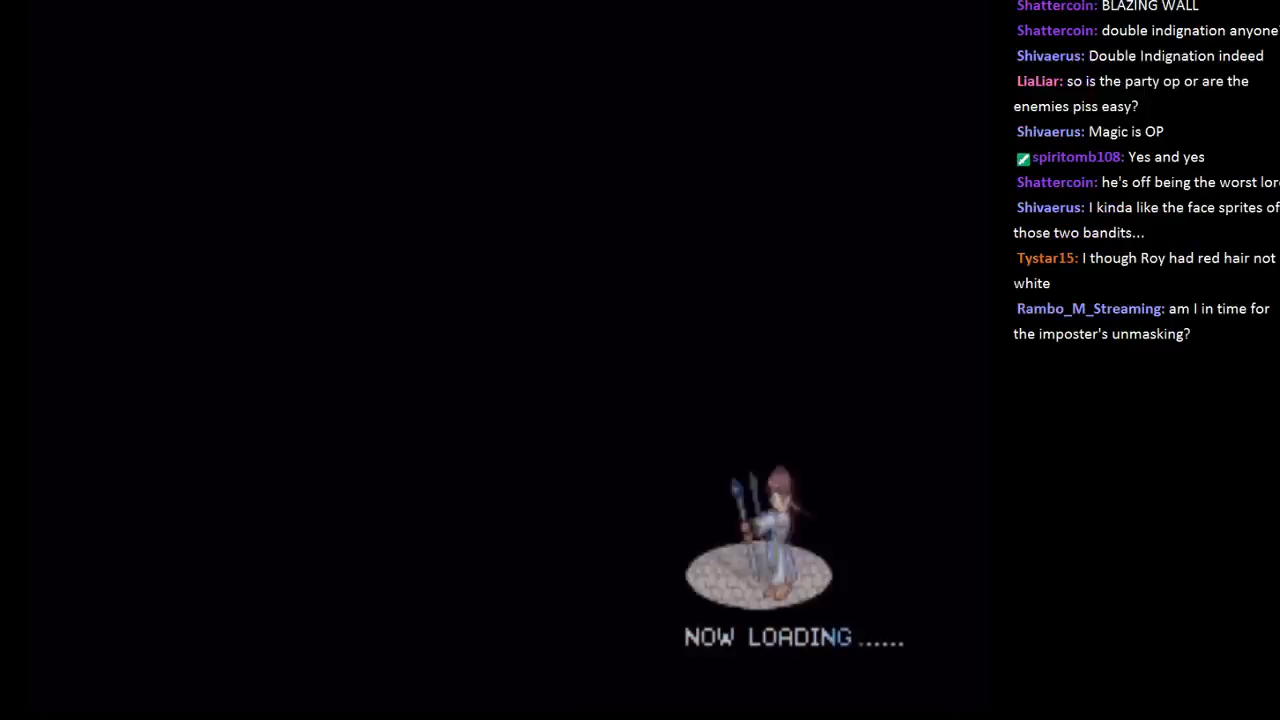 Shattercoin: BLAZING WALL
Shattercoin: double indignation anyone?
Shivaerus: Double Indignation indeed
LiaLiar: so is the party op or are the
enemies piss easy?
Shivaerus: Magic is OP
spiritomb108: Yes and yes
Shattercoin: he's off being the worst lor
Shivaerus: I kinda like the face sprites of
those two bandits...
Tystar15: I though Roy had red hair not
white
Rambo_M_Streaming: am I in time for
the imposter's unmasking?
NOW LOADING......